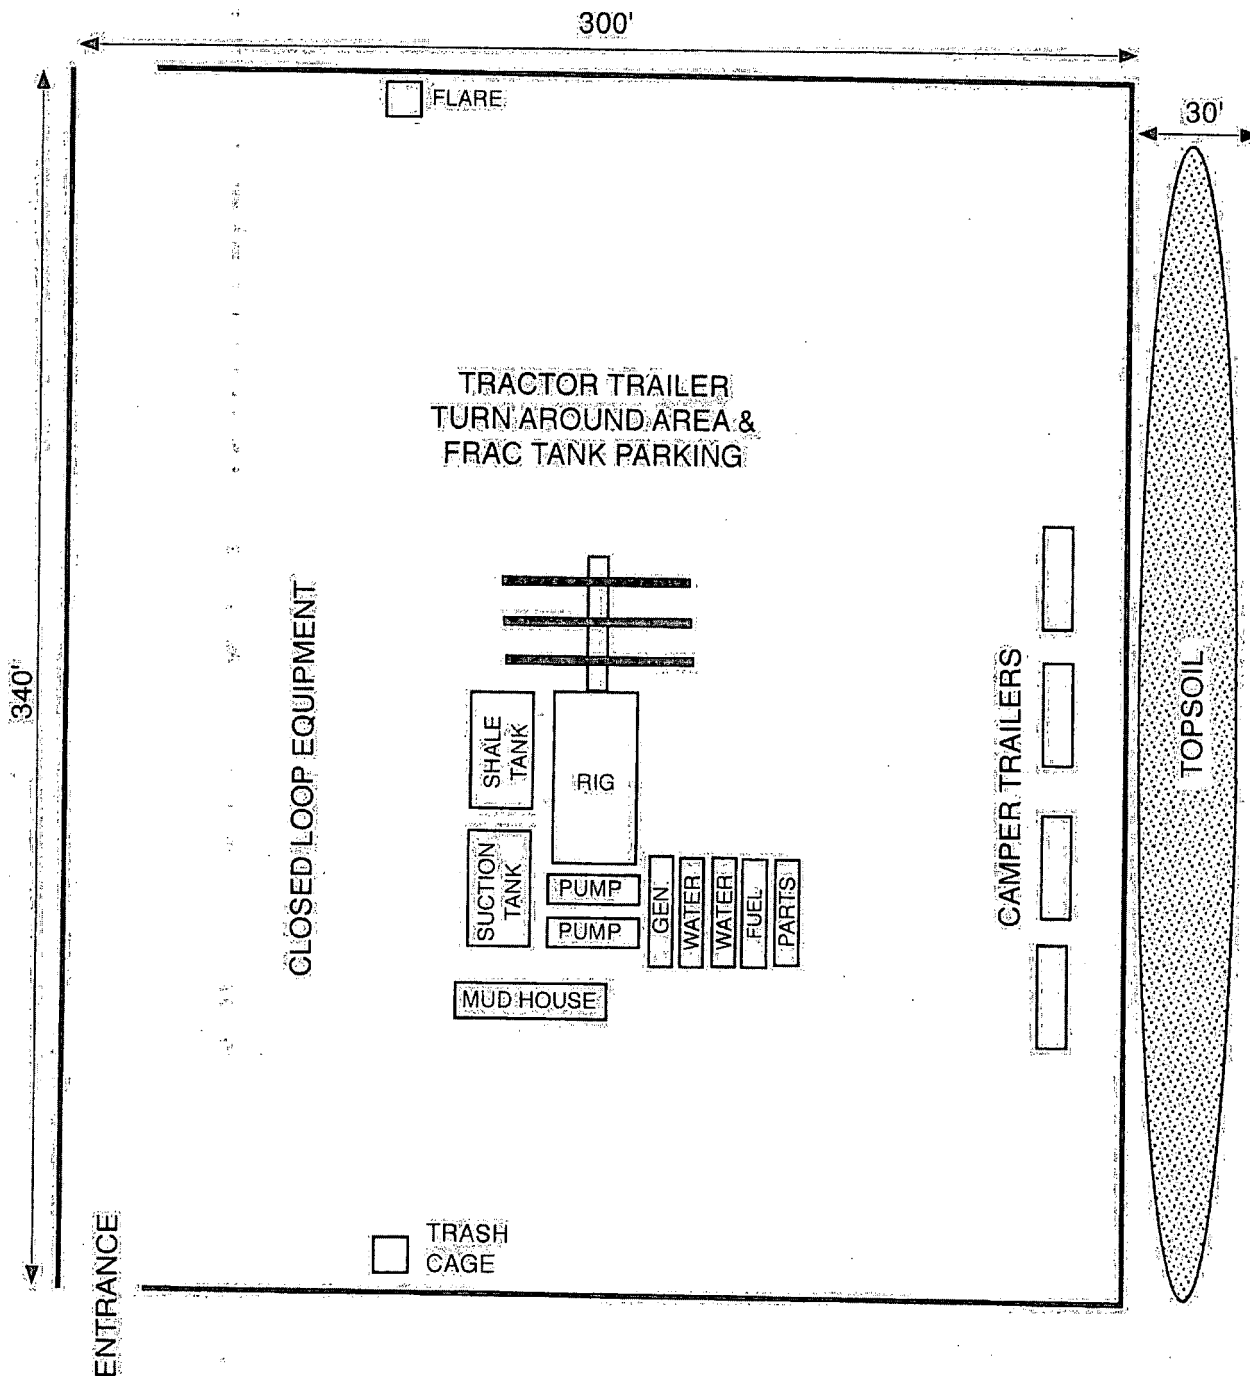 300'
30'
FLARE
TRACTOR TRAILER
TURN AROUND AREA &
FRAC TANK PARKING
340'
CLOSED LOOP EQUIPMENT
SHALE
TANK
RIG
SUCTION
TANK
PUMP
PUMP
GEN
WATER
WATER
FUEL
PARTS
MUD HOUSE
CAMPER TRAILERS
TOPSOIL
TRASH
CAGE
ENTRANCE